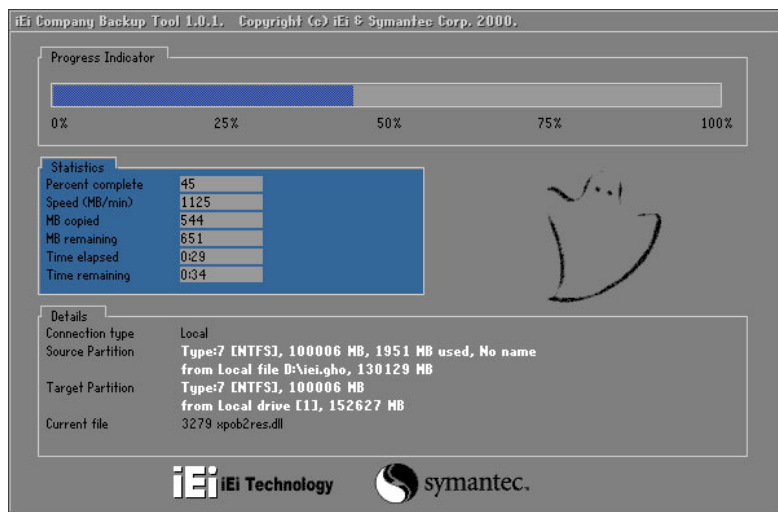 iEi Company Backup Tool 1.0.1. Copyright (c) iEi & Symantec Corp. 2000.
Progress Indicator
0% 25% 50% 75% 100%
Statistics
Percent complete 45
Speed (MB/min) 1125
MB copied 544
MB remaining 651
Time elapsed 0:29
Time remaining 0:34
Details
Connection type Local
Source Partition Type:7 [NTFS], 100006 MB, 1951 MB used, No name
from Local file D:\iei.gho, 130129 MB
Target Partition Type:7 [NTFS], 100006 MB
from Local drive [1], 152627 MB
Current file 3279 xpob2res.dll
iEi iEi Technology symantec.